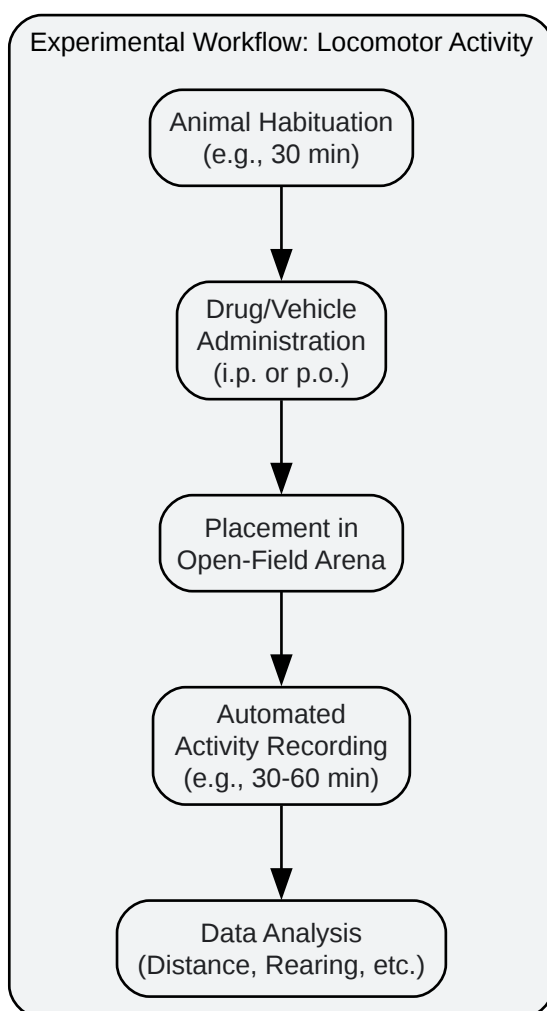 Experimental Workflow: Locomotor Activity
Animal Habituation
(e.g., 30 min)
Drug/Vehicle
Administration
(i.p. or p.o.)
Placement in
Open-Field Arena
Automated
Activity Recording
(e.g., 30-60 min)
Data Analysis
(Distance, Rearing, etc.)